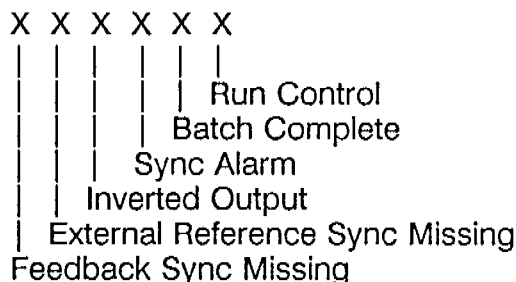 X X X X X X
Run Control
Batch Complete
Sync Alarm
Inverted Output
External Reference Sync Missing
Feedback Sync Missing